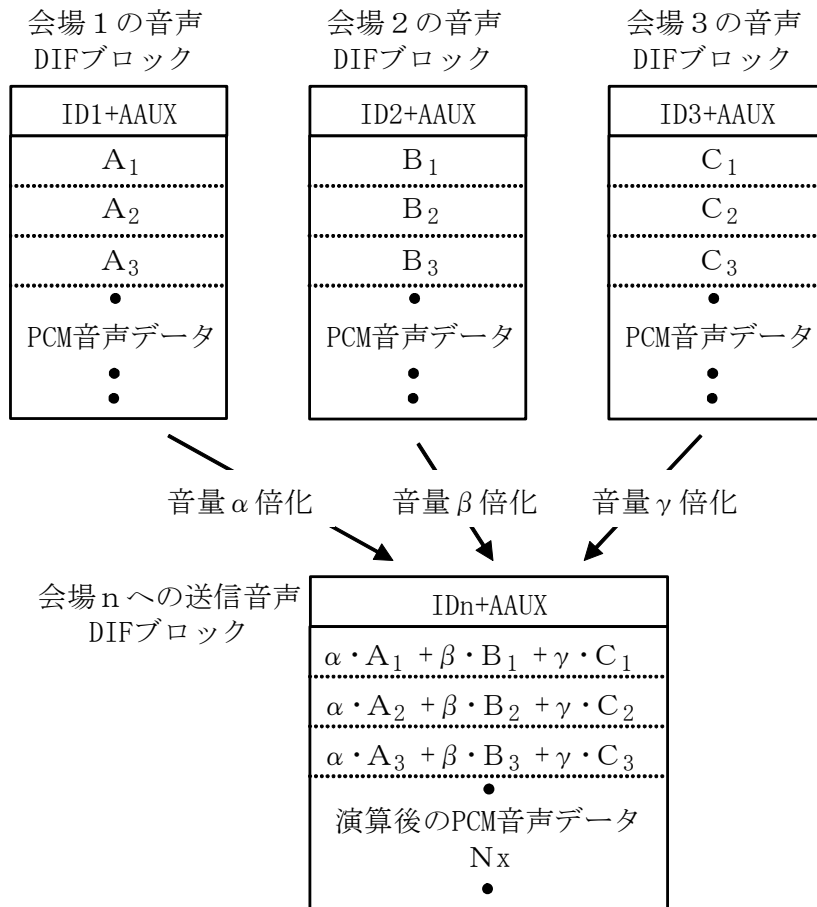 会場１の音声
DIFブロック
会場２の音声
DIFブロック
会場３の音声
DIFブロック
ID1+AAUX
ID2+AAUX
ID3+AAUX
A1
B1
C1
A2
B2
C2
A3
B3
C3
PCM音声データ
PCM音声データ
PCM音声データ
音量α倍化
音量β倍化
音量γ倍化
会場ｎへの送信音声
DIFブロック
IDn+AAUX
α・A1 +β・B1 +γ・C1
α・A2 +β・B2 +γ・C2
α・A3 +β・B3 +γ・C3
演算後のPCM音声データ
Nx